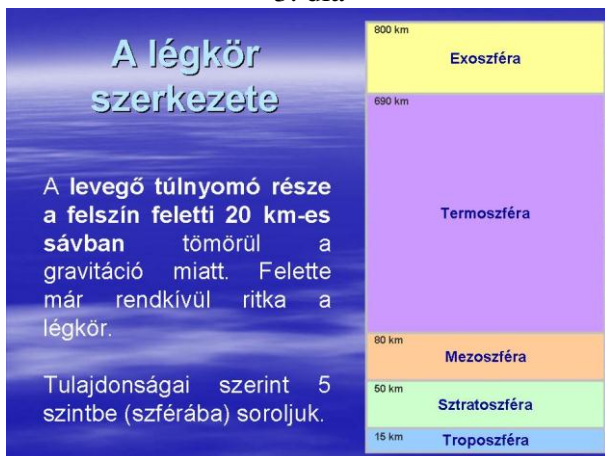 A légkör
szerkezete
A levegő túlnyomó része
a felszín feletti 20 km-es
sávban tömörül a
gravitáció miatt. Felette
már rendkívül ritka a
légkör.
Tulajdonságai szerint 5
szintbe (szférába) soroljuk.
800 km
Exoszféra
690 km
Termoszféra
80 km
Mezoszféra
50 km
Sztratoszféra
15 km
Troposzféra